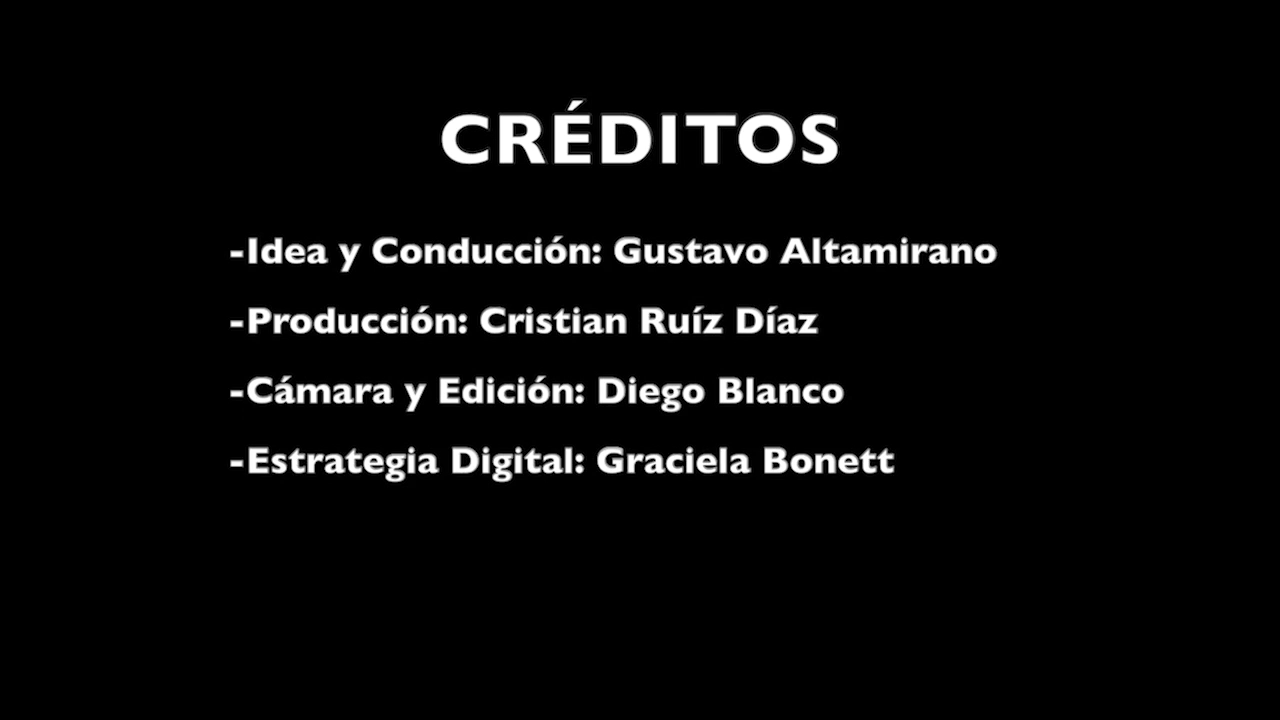 CRÉDITOS
-Idea y Conducción: Gustavo Altamirano
-Producción: Cristian Ruíz Díaz
-Cámara y Edición: Diego Blanco
-Estrategia Digital: Graciela Bonett